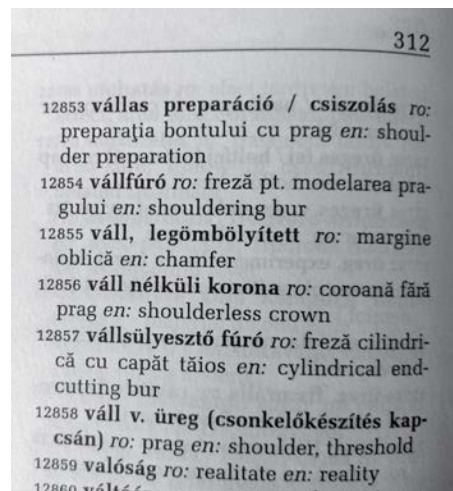 312
12853 vállas preparáció / csiszolás ro:
preparaţia bontului cu prag en: shoul-
der preparation
12854 vállfúró ro: freză pt. modelarea pra-
gului en: shouldering bur
12855 váll, legömbölyített ro: margine
oblică en: chamfer
12856 váll nélküli korona ro: coroană fără
prag en: shoulderless crown
12857 vállsülyesztő fúró ro: freză cilindri-
că cu capăt tăios en: cylindrical end-
cutting bur
12858 váll v. üreg (csonkelőkészítés kap-
csán) ro: prag en: shoulder, threshold
12859 valóság ro: realitate en: reality
12860